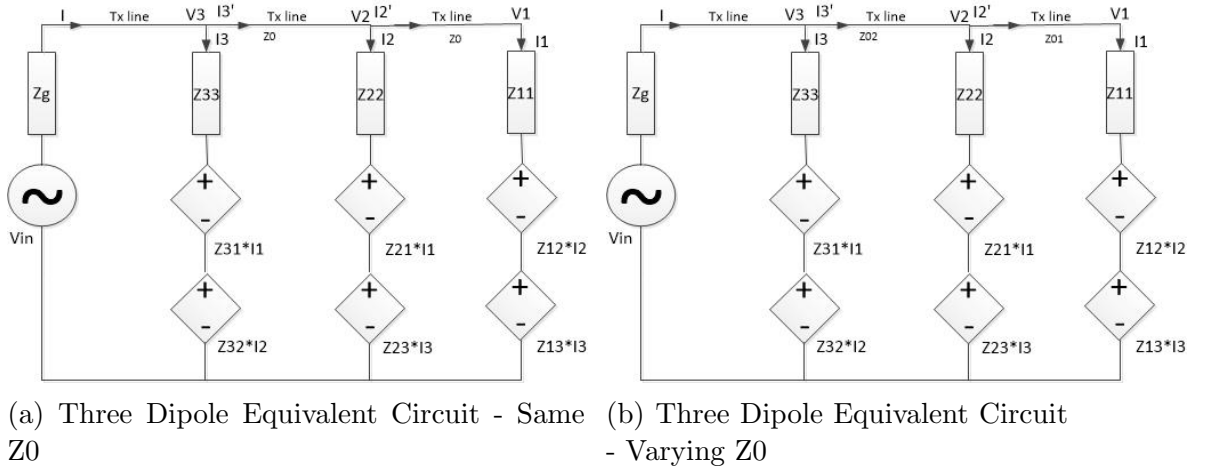 I Tx line V3 I3' Tx line V2 I2' Tx line V1
Z0 Z0
I3 I2 I1
Zg Z33 Z22 Z11
+ + +
- - -
Vin Z31*I1 Z21*I1 Z12*I2
+ + +
- - -
Z32*I2 Z23*I3 Z13*I3
(a) Three Dipole Equivalent Circuit - Same
Z0
I Tx line V3 I3' Tx line V2 I2' Tx line V1
Z02 Z01
I3 I2 I1
Zg Z33 Z22 Z11
+ + +
- - -
Vin Z31*I1 Z21*I1 Z12*I2
+ + +
- - -
Z32*I2 Z23*I3 Z13*I3
(b) Three Dipole Equivalent Circuit
- Varying Z0